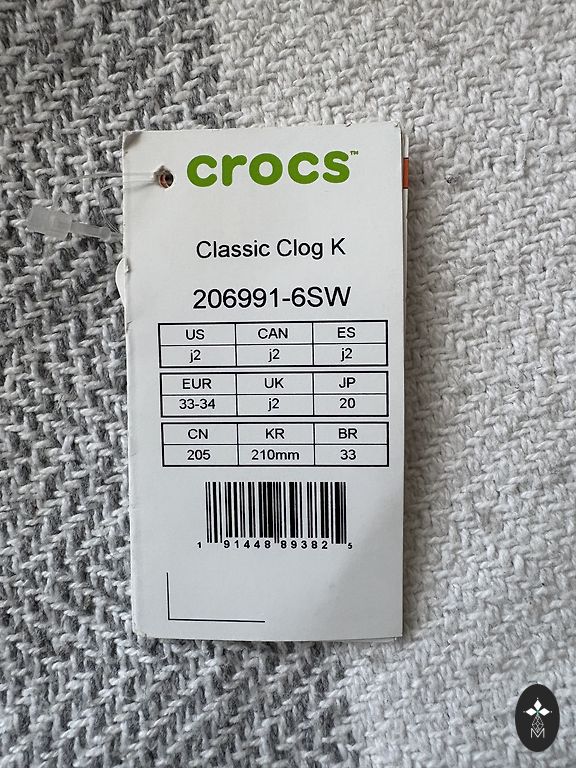 crocs™
Classic Clog K
206991-6SW
US CAN ES
j2 j2 j2
EUR UK JP
33-34 j2 20
CN KR BR
205 210mm 33
1 91448 89382 5
M